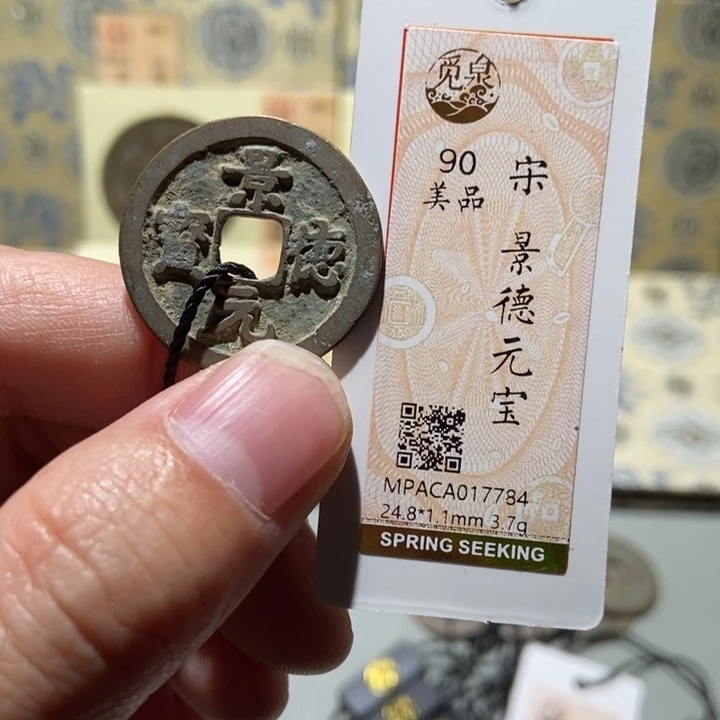 景德元寳
觅泉
90
美品
宋
景德元宝
MPACA017784
24.8*1.1mm 3.7g
SPRING SEEKING